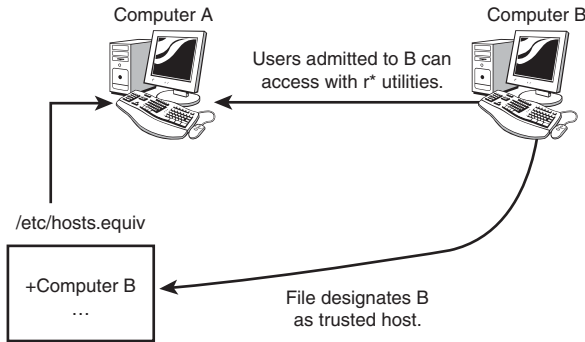 Computer A
Computer B
Users admitted to B can
access with r* utilities.
/etc/hosts.equiv
+Computer B
…
File designates B
as trusted host.